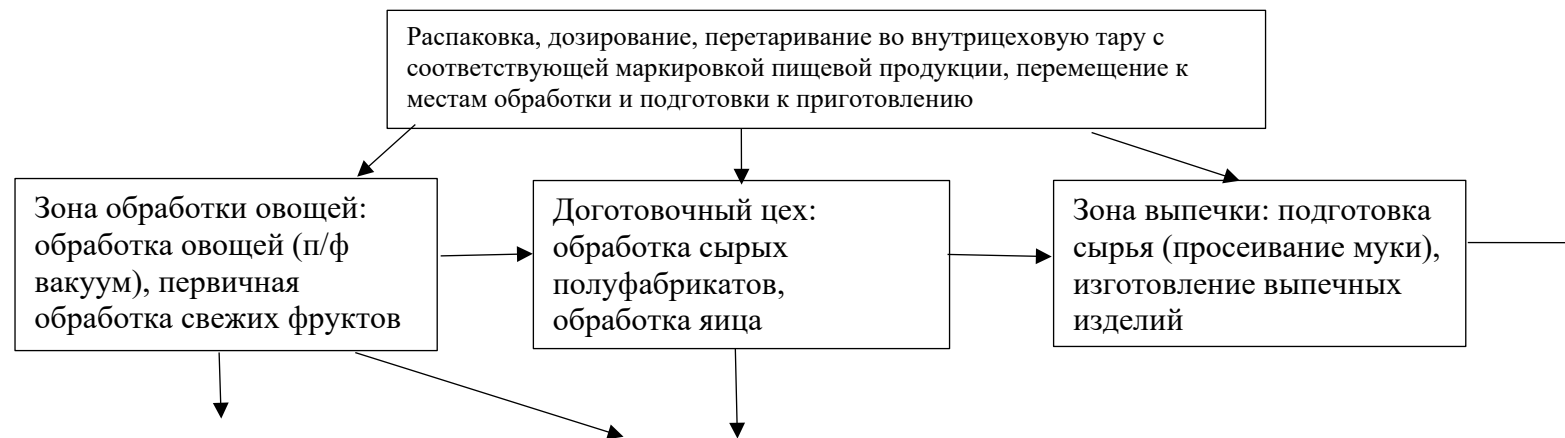 Распаковка, дозирование, перетаривание во внутрицеховую тару с
соответствующей маркировкой пищевой продукции, перемещение к
местам обработки и подготовки к приготовлению
Зона обработки овощей:
обработка овощей (п/ф
вакуум), первичная
обработка свежих фруктов
Доготовочный цех:
обработка сырых
полуфабрикатов,
обработка яица
Зона выпечки: подготовка
сырья (просеивание муки),
изготовление выпечных
изделий